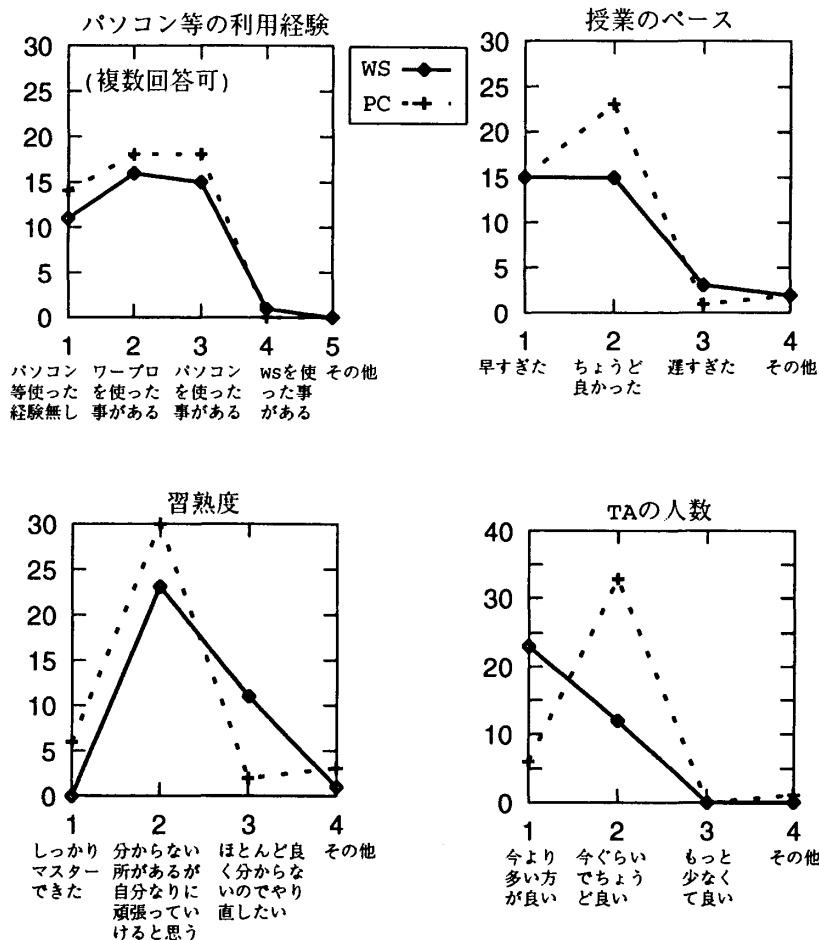 パソコン等の利用経験
30
25
20
15
10
5
0
(複数回答可)
1
2
3
4
5
パソコン
等使った
経験無し
ワープロ
を使った
事がある
パソコン
を使った
事がある
WSを使
った事
がある
その他
WS
PC
授業のペース
30
25
20
15
10
5
0
1
2
3
4
早すぎた
ちょうど
良かった
遅すぎた
その他
習熟度
30
25
20
15
10
5
0
1
2
3
4
しっかり
マスター
できた
分からない
所があるが
自分なりに
頑張ってい
けると思う
ほとんど良
く分からな
いのでやり
直したい
その他
TAの人数
40
30
20
10
0
1
2
3
4
今より
多い方
が良い
今ぐらい
でちょう
ど良い
もっと
少なく
て良い
その他